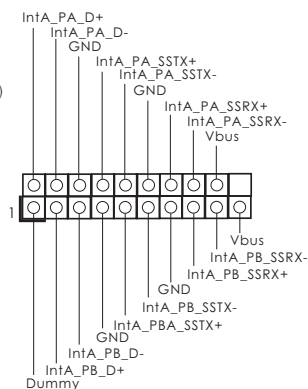 IntA_PA_D+
IntA_PA_D-
GND
IntA_PA_SSTX+
IntA_PA_SSTX-
GND
IntA_PA_SSRX+
IntA_PA_SSRX-
Vbus
)
1
Vbus
IntA_PB_SSRX-
IntA_PB_SSRX+
GND
IntA_PB_SSTX-
IntA_PBA_SSTX+
GND
IntA_PB_D-
IntA_PB_D+
Dummy